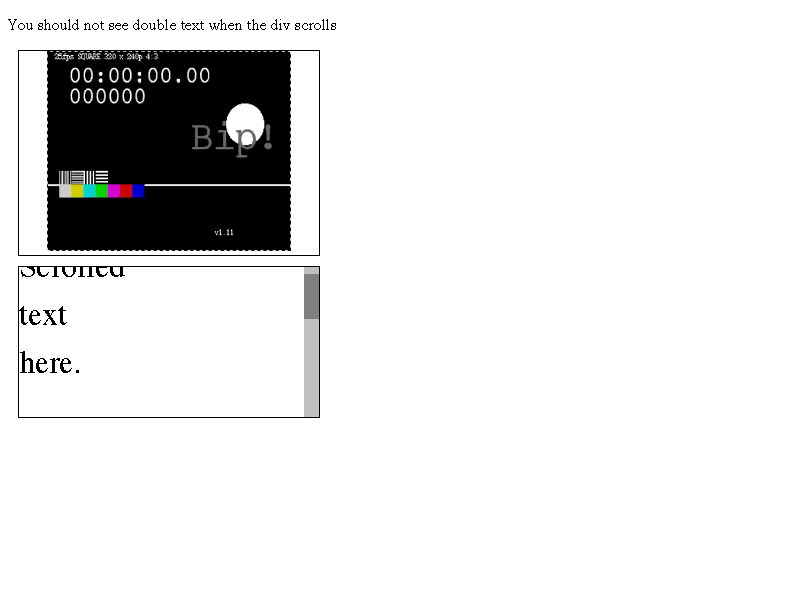 You should not see double text when the div scrolls
25fps SQUARE 320 x 240p 4:3
00:00:00.00
000000
Bip!
v1.11
Scrolled
text
here.